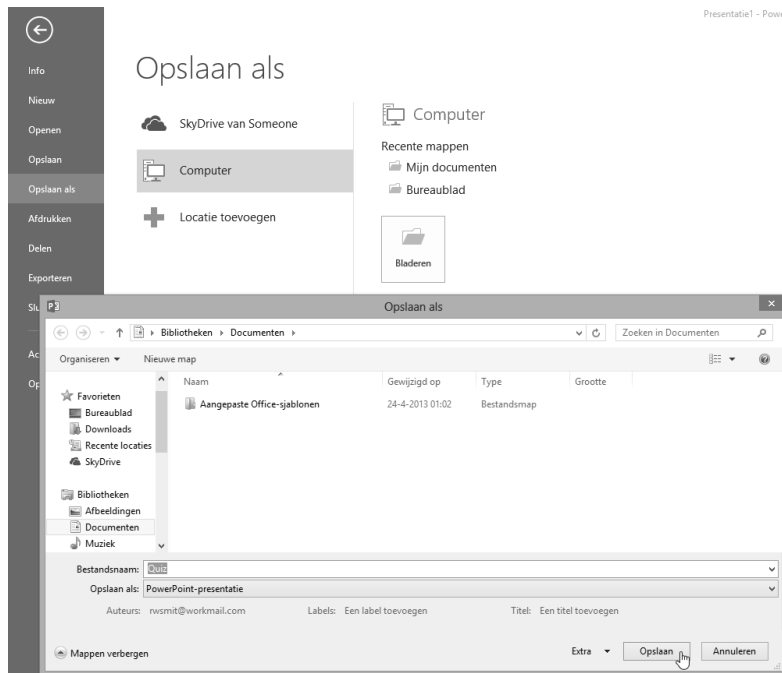 Presentatie1 - Powe
Info
Nieuw
Openen
Opslaan
Opslaan als
Afdrukken
Delen
Exporteren
Slu
Ac
Op
Opslaan als
SkyDrive van Someone
Computer
Locatie toevoegen
Computer
Recente mappen
Mijn documenten
Bureaublad
Bladeren
Opslaan als
Bibliotheken Documenten
Zoeken in Documenten
Organiseren Nieuwe map
Naam Gewijzigd op Type Grootte
Aangepaste Office-sjablonen 24-4-2013 01:02 Bestandsmap
Favorieten
Bureaublad
Downloads
Recente locaties
SkyDrive
Bibliotheken
Afbeeldingen
Documenten
Muziek
Bestandsnaam: Quiz
Opslaan als: PowerPoint-presentatie
Auteurs: rwsmit@workmail.com Labels: Een label toevoegen Titel: Een titel toevoegen
Mappen verbergen Extra Opslaan Annuleren